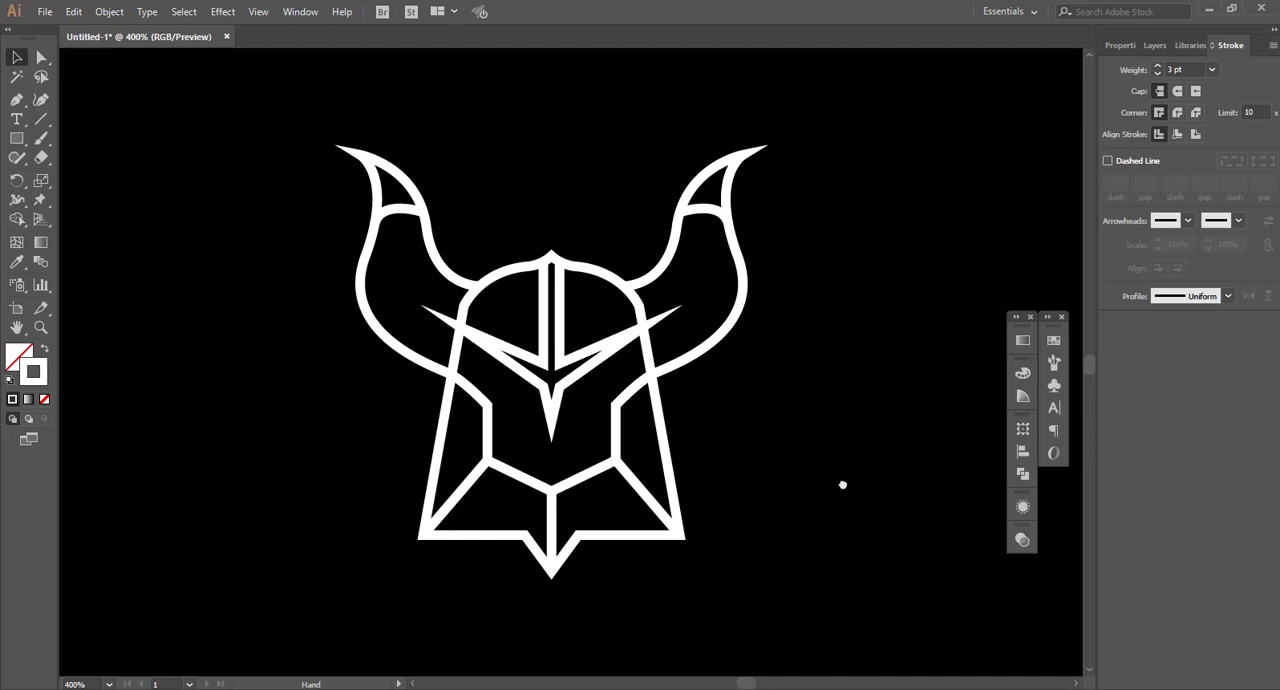 Ai File Edit Object Type Select Effect View Window Help Br St Essentials Search Adobe Stock
Untitled-1* @ 400% (RGB/Preview) ×
Properti Layers Libraries Stroke
Weight: 3 pt
Cap:
Corner: Limit: 10 x
Align Stroke:
Dashed Line
dash gap dash gap dash gap
Arrowheads:
Scale: 100% 100%
Align:
Profile: Uniform
400% 1 Hand